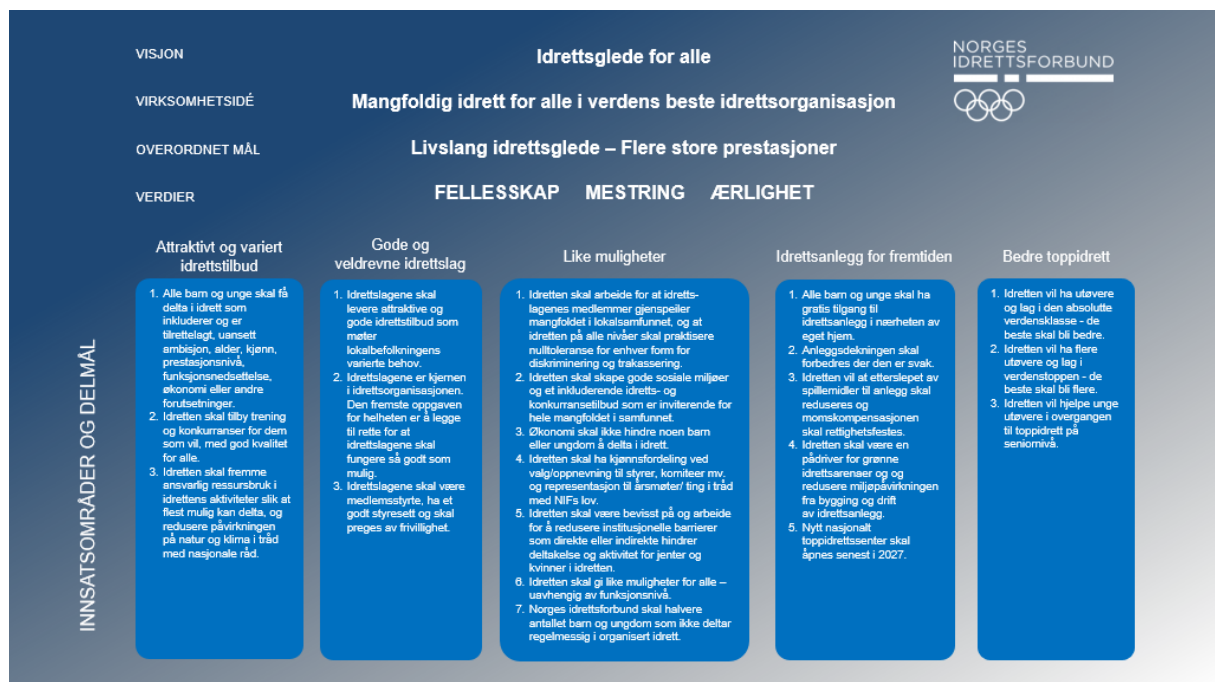 VISJON
Idrettsglede for alle
NORGES
IDRETTSFORBUND
VIRKSOMHETSIDÉ
Mangfoldig idrett for alle i verdens beste idrettsorganisasjon
OVERORDNET MÅL
Livslang idrettsglede – Flere store prestasjoner
VERDIER
FELLESSKAP MESTRING ÆRLIGHET
INNSATSOMRÅDER OG DELMÅL
Attraktivt og variert
idrettstilbud
1. Alle barn og unge skal få
delta i idrett som
inkluderer og er
tilrettelagt, uansett
ambisjon, alder, kjønn,
prestasjonsnivå,
funksjonsnedsettelse,
økonomi eller andre
forutsetninger.
2. Idretten skal tilby trening
og konkurranser for dem
som vil, med god kvalitet
for alle.
3. Idretten skal fremme
ansvarlig ressursbruk i
idrettens aktiviteter slik at
flest mulig kan delta, og
redusere påvirkningen
på natur og klima i tråd
med nasjonale råd.
Gode og
veldrevne idrettslag
1. Idrettslagene skal
levere attraktive og
gode idrettstilbud som
møter
lokalbefolkningens
varierte behov.
2. Idrettslagene er kjernen
i idrettsorganisasjonen.
Den fremste oppgaven
for helheten er å legge
til rette for at
idrettslagene skal
fungere så godt som
mulig.
3. Idrettslagene skal være
medlemsstyrte, ha et
godt styresett og skal
preges av frivillighet.
Like muligheter
1. Idretten skal arbeide for at idretts-
lagenes medlemmer gjenspeiler
mangfoldet i lokalsamfunnet, og at
idretten på alle nivåer skal praktisere
nulltoleranse for enhver form for
diskriminering og trakassering.
2. Idretten skal skape gode sosiale miljøer
og et inkluderende idretts- og
konkurransetilbud som er inviterende for
hele mangfoldet i samfunnet.
3. Økonomi skal ikke hindre noen barn
eller ungdom å delta i idrett.
4. Idretten skal ha kjønnsfordeling ved
valg/oppnevning til styrer, komiteer mv.
og representasjon til årsmøter/ ting i tråd
med NIFs lov.
5. Idretten skal være bevisst på og arbeide
for å redusere institusjonelle barrierer
som direkte eller indirekte hindrer
deltakelse og aktivitet for jenter og
kvinner i idretten.
6. Idretten skal gi like muligheter for alle –
uavhengig av funksjonsnivå.
7. Norges idrettsforbund skal halvere
antallet barn og ungdom som ikke deltar
regelmessig i organisert idrett.
Idrettsanlegg for fremtiden
1. Alle barn og unge skal ha
gratis tilgang til
idrettsanlegg i nærheten av
eget hjem.
2. Anleggsdekningen skal
forbedres der den er svak.
3. Idretten vil at etterslepet av
spillemidler til anlegg skal
reduseres og
momskompensasjonen
skal rettighetsfestes.
4. Idretten skal være en
pådriver for grønne
idrettsarenaer og og
redusere miljøpåvirkningen
fra bygging og drift
av idrettsanlegg.
5. Nytt nasjonalt
toppidrettssenter skal
åpnes senest i 2027.
Bedre toppidrett
1. Idretten vil ha utøvere
og lag i den absolutte
verdensklasse - de
beste skal bli bedre.
2. Idretten vil ha flere
utøvere og lag i
verdenstoppen - de
beste skal bli flere.
3. Idretten vil hjelpe unge
utøvere i overgangen
til toppidrett på
seniornivå.